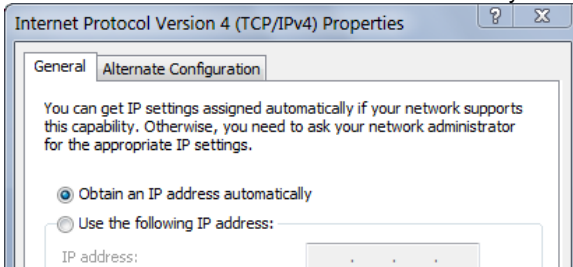 Internet Protocol Version 4 (TCP/IPv4) Properties
General Alternate Configuration
You can get IP settings assigned automatically if your network supports
this capability. Otherwise, you need to ask your network administrator
for the appropriate IP settings.
Obtain an IP address automatically
Use the following IP address:
IP address: